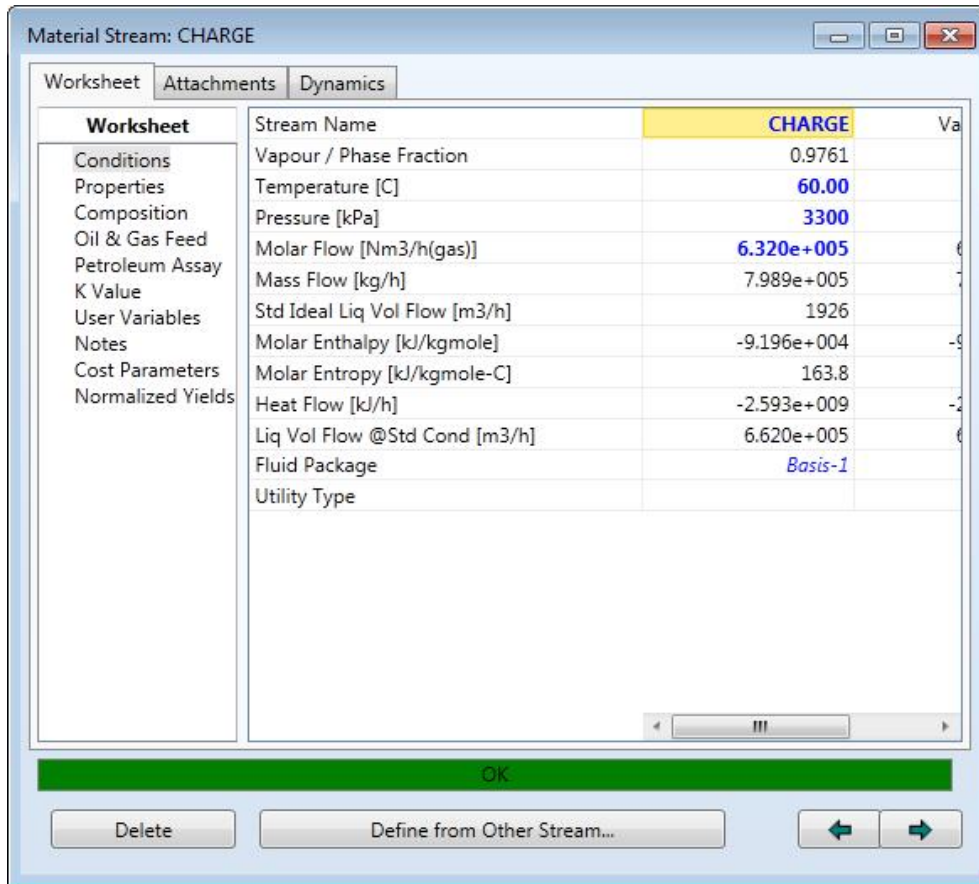 Material Stream: CHARGE
Worksheet Attachments Dynamics
Worksheet
Conditions
Properties
Composition
Oil & Gas Feed
Petroleum Assay
K Value
User Variables
Notes
Cost Parameters
Normalized Yields
Stream Name CHARGE Va
Vapour / Phase Fraction 0.9761
Temperature [C] 60.00
Pressure [kPa] 3300
Molar Flow [Nm3/h(gas)] 6.320e+005
Mass Flow [kg/h] 7.989e+005
Std Ideal Liq Vol Flow [m3/h] 1926
Molar Enthalpy [kJ/kgmole] -9.196e+004
Molar Entropy [kJ/kgmole-C] 163.8
Heat Flow [kJ/h] -2.593e+009
Liq Vol Flow @Std Cond [m3/h] 6.620e+005
Fluid Package Basis-1
Utility Type
OK
Delete Define from Other Stream...